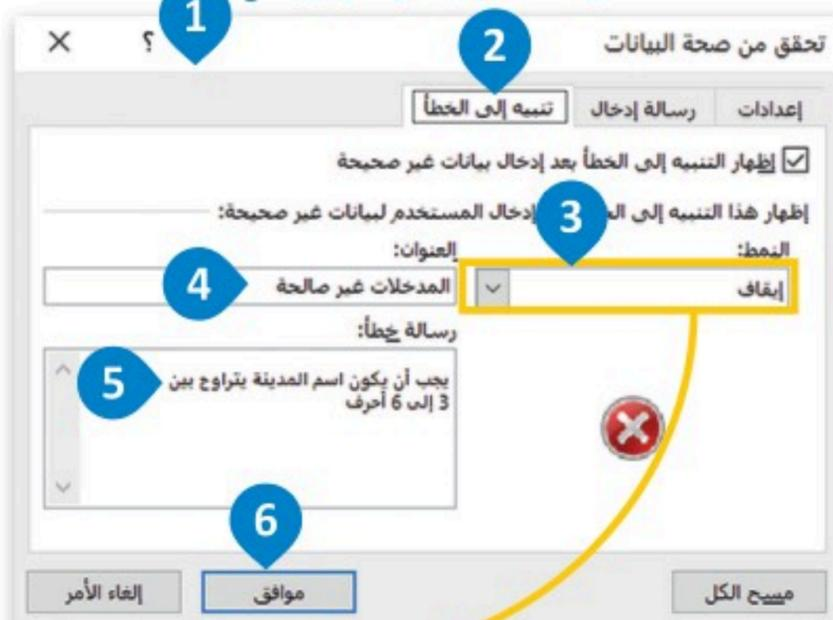 1
تحقق من صحة البيانات
؟
2
إعدادات
رسالة إدخال
تنبيه إلى الخطأ
إظهار التنبيه إلى الخطأ بعد إدخال بيانات غير صحيحة
إظهار هذا التنبيه إلى إدخال المستخدم لبيانات غير صحيحة:
3
النمط:
العنوان:
إيقاف
المدخلات غير صالحة
4
رسالة خطأ:
يجب أن يكون اسم المدينة يتراوح بين
3 إلى 6 أحرف
5
6
مسح الكل
موافق
إلغاء الأمر